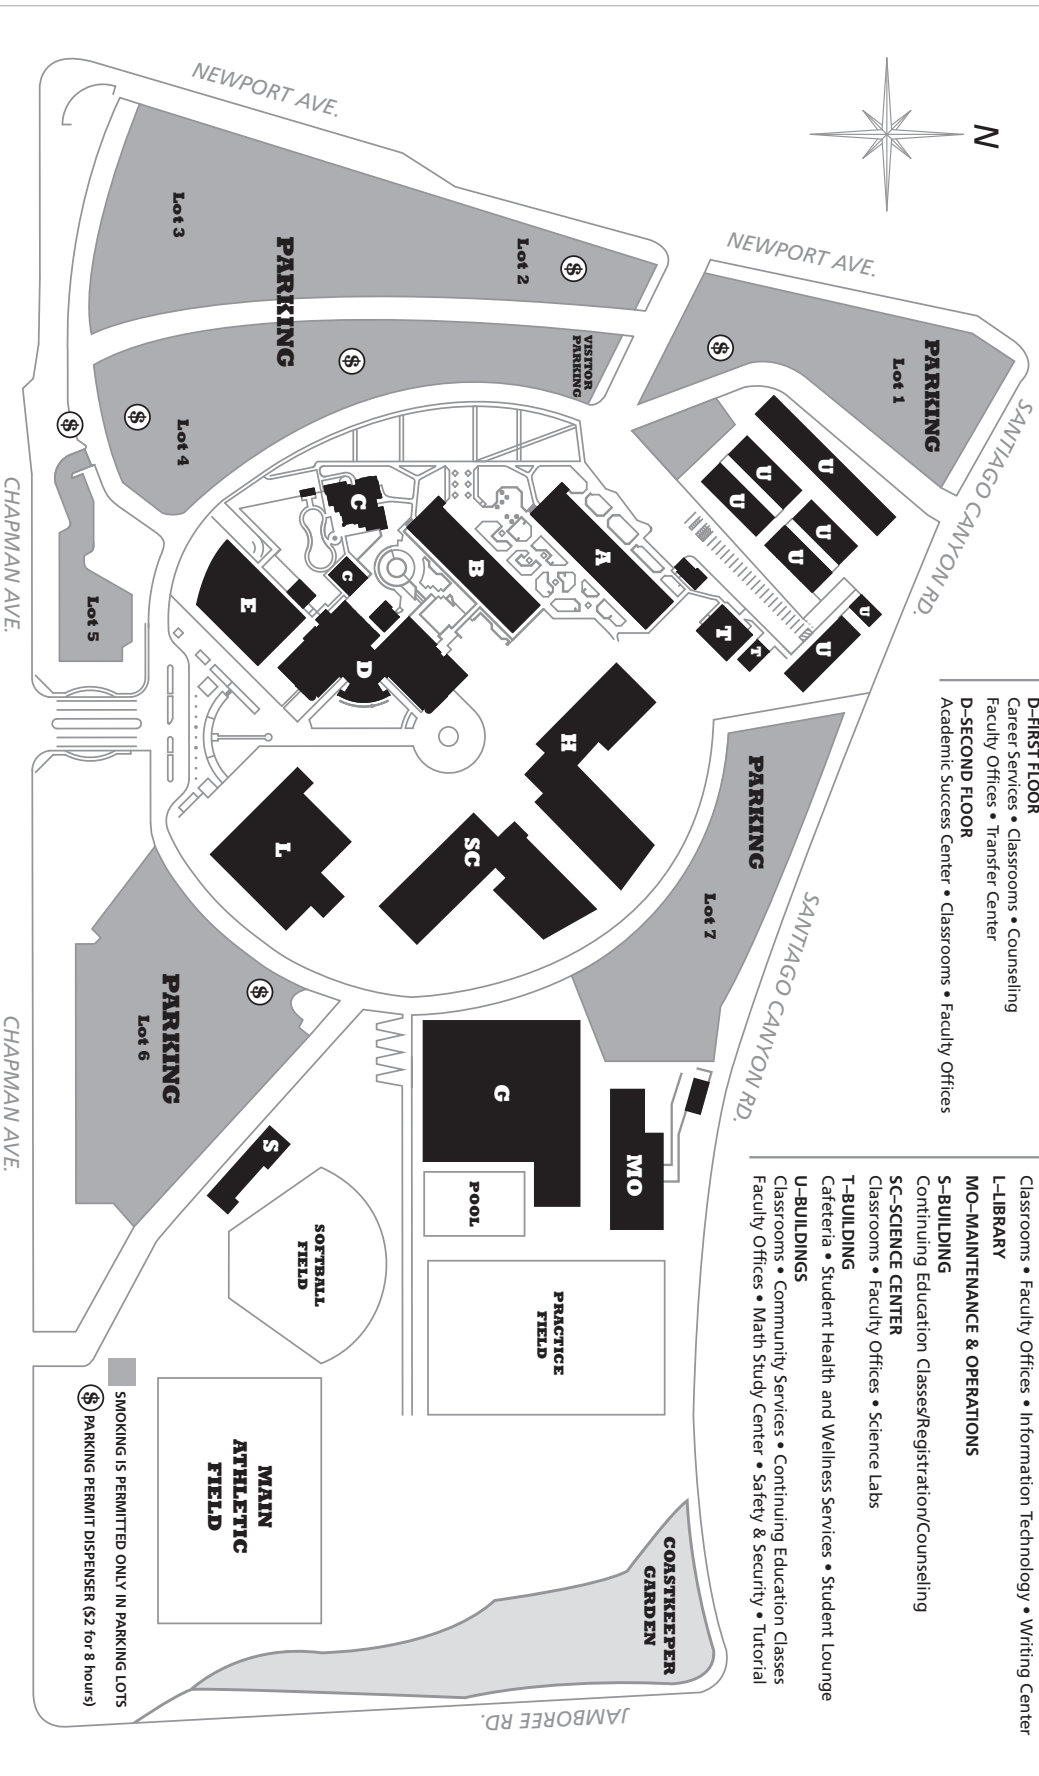 N
NEWPORT AVE.
NEWPORT AVE.
SANTIAGO CANYON RD.
SANTIAGO CANYON RD.
CHAPMAN AVE.
CHAPMAN AVE.
JAMBOREE RD.
PARKING
Lot 1
PARKING
Lot 2
Lot 3
VISITOR
PARKING
Lot 4
Lot 5
PARKING
Lot 6
PARKING
Lot 7
$
$
$
$
$
$
U
U
U
U
U
U
U
T
T
A
B
C
C
D
E
H
SC
L
G
MO
S
POOL
SOFTBALL
FIELD
PRACTICE
FIELD
MAIN
ATHLETIC
FIELD
COASTKEEPER
GARDEN
D–FIRST FLOOR
Career Services • Classrooms • Counseling
Faculty Offices • Transfer Center
D–SECOND FLOOR
Academic Success Center • Classrooms • Faculty Offices
Classrooms • Faculty Offices • Information Technology • Writing Center
L–LIBRARY
MO–MAINTENANCE & OPERATIONS
S–BUILDING
Continuing Education Classes/Registration/Counseling
SC–SCIENCE CENTER
Classrooms • Faculty Offices • Science Labs
T–BUILDING
Cafeteria • Student Health and Wellness Services • Student Lounge
U–BUILDINGS
Classrooms • Community Services • Continuing Education Classes
Faculty Offices • Math Study Center • Safety & Security • Tutorial
SMOKING IS PERMITTED ONLY IN PARKING LOTS
$ PARKING PERMIT DISPENSER ($2 for 8 hours)